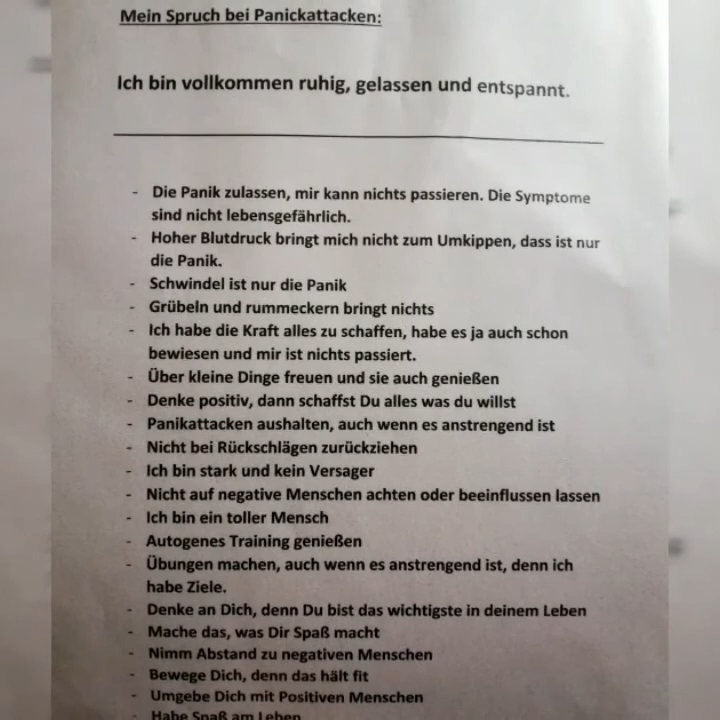 Mein Spruch bei Panickattacken:
Ich bin vollkommen ruhig, gelassen und entspannt.
- Die Panik zulassen, mir kann nichts passieren. Die Symptome
sind nicht lebensgefährlich.
- Hoher Blutdruck bringt mich nicht zum Umkippen, dass ist nur
die Panik.
- Schwindel ist nur die Panik
- Grübeln und rummeckern bringt nichts
- Ich habe die Kraft alles zu schaffen, habe es ja auch schon
bewiesen und mir ist nichts passiert.
- Über kleine Dinge freuen und sie auch genießen
- Denke positiv, dann schaffst Du alles was du willst
- Panikattacken aushalten, auch wenn es anstrengend ist
- Nicht bei Rückschlägen zurückziehen
- Ich bin stark und kein Versager
- Nicht auf negative Menschen achten oder beeinflussen lassen
- Ich bin ein toller Mensch
- Autogenes Training genießen
- Übungen machen, auch wenn es anstrengend ist, denn ich
habe Ziele.
- Denke an Dich, denn Du bist das wichtigste in deinem Leben
- Mache das, was Dir Spaß macht
- Nimm Abstand zu negativen Menschen
- Bewege Dich, denn das hält fit
- Umgebe Dich mit Positiven Menschen
- Habe Spaß am Leben